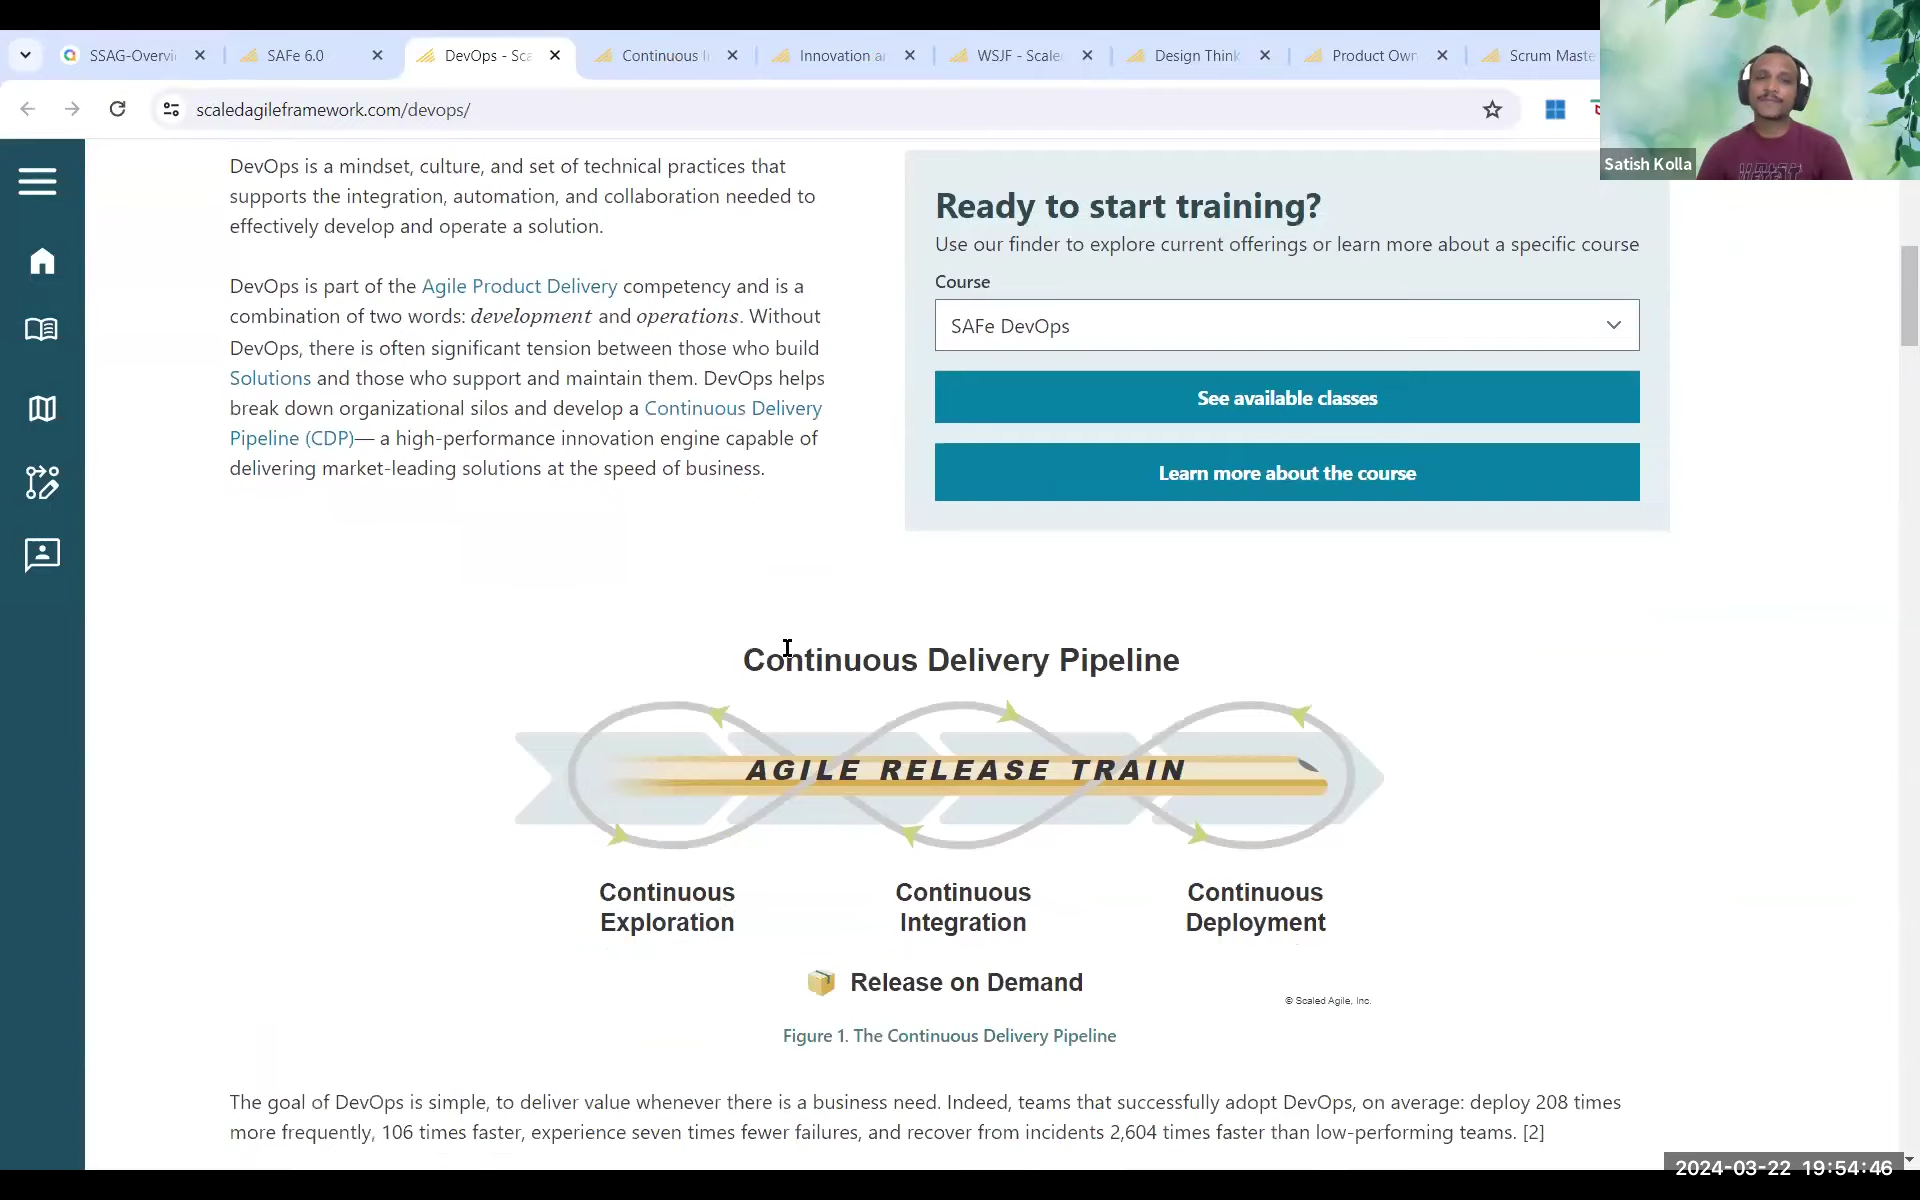 SSAG-Overvi
SAFe 6.0
DevOps - Sca
Continuous I
Innovation a
WSJF - Scale
Design Think
Product Own
Scrum Maste
scaledagileframework.com/devops/
Satish Kolla
DevOps is a mindset, culture, and set of technical practices that
supports the integration, automation, and collaboration needed to
effectively develop and operate a solution.
DevOps is part of the Agile Product Delivery competency and is a
combination of two words: development and operations. Without
DevOps, there is often significant tension between those who build
Solutions and those who support and maintain them. DevOps helps
break down organizational silos and develop a Continuous Delivery
Pipeline (CDP)— a high-performance innovation engine capable of
delivering market-leading solutions at the speed of business.
Ready to start training?
Use our finder to explore current offerings or learn more about a specific course
Course
SAFe DevOps
See available classes
Learn more about the course
Continuous Delivery Pipeline
AGILE RELEASE TRAIN
Continuous
Exploration
Continuous
Integration
Continuous
Deployment
Release on Demand
© Scaled Agile, Inc.
Figure 1. The Continuous Delivery Pipeline
The goal of DevOps is simple, to deliver value whenever there is a business need. Indeed, teams that successfully adopt DevOps, on average: deploy 208 times
more frequently, 106 times faster, experience seven times fewer failures, and recover from incidents 2,604 times faster than low-performing teams. [2]
2024-03-22 19:54:46